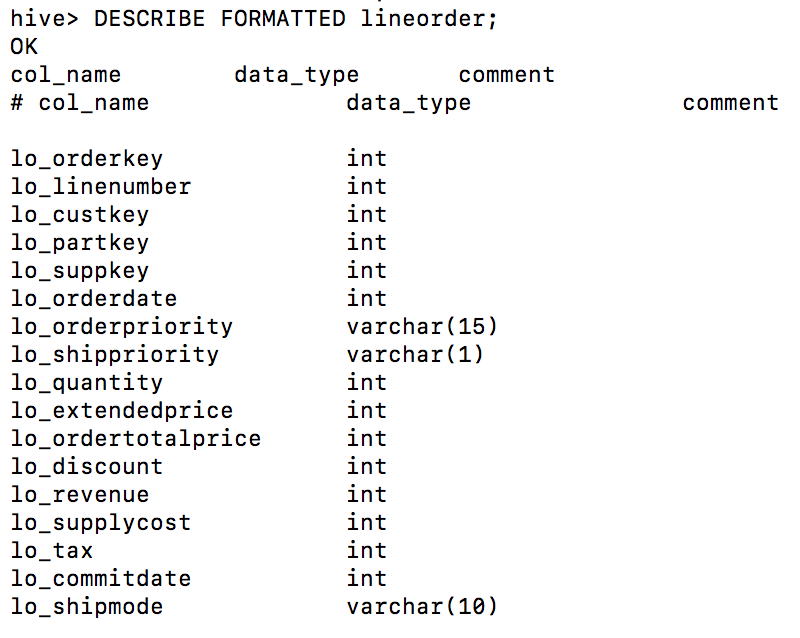 hive> DESCRIBE FORMATTED lineorder;
OK
col_name data_type comment
# col_name data_type comment
lo_orderkey int
lo_linenumber int
lo_custkey int
lo_partkey int
lo_suppkey int
lo_orderdate int
lo_orderpriority varchar(15)
lo_shippriority varchar(1)
lo_quantity int
lo_extendedprice int
lo_ordertotalprice int
lo_discount int
lo_revenue int
lo_supplycost int
lo_tax int
lo_commitdate int
lo_shipmode varchar(10)